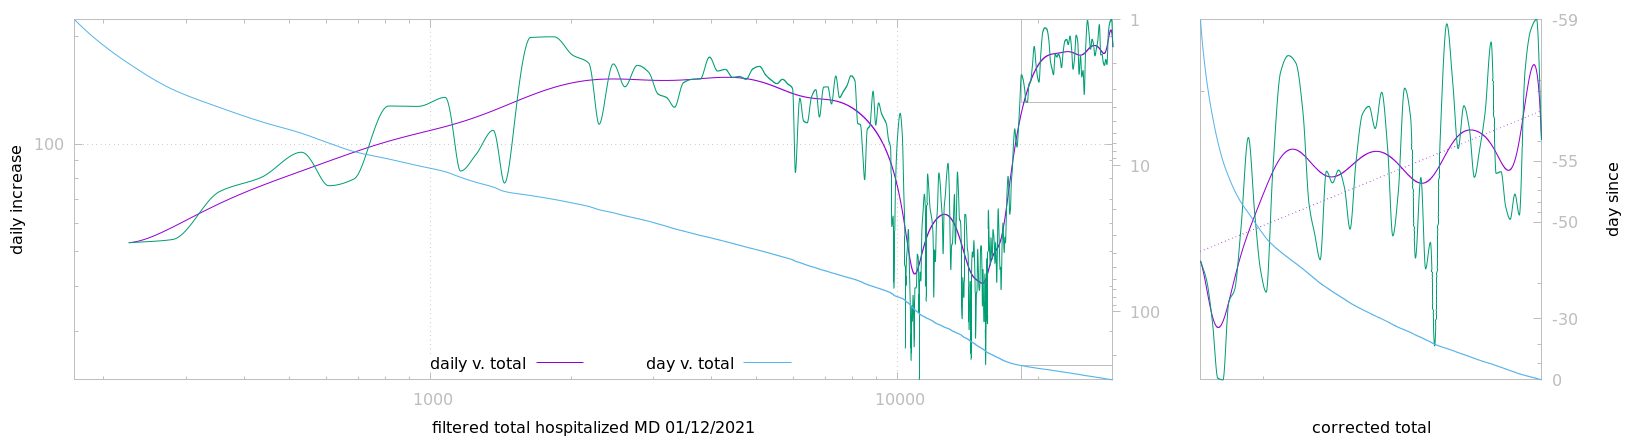 daily increase
100
1
10
100
daily v. total
day v. total
1000
10000
filtered total hospitalized MD 01/12/2021
-59
-55
-50
-30
0
day since
corrected total